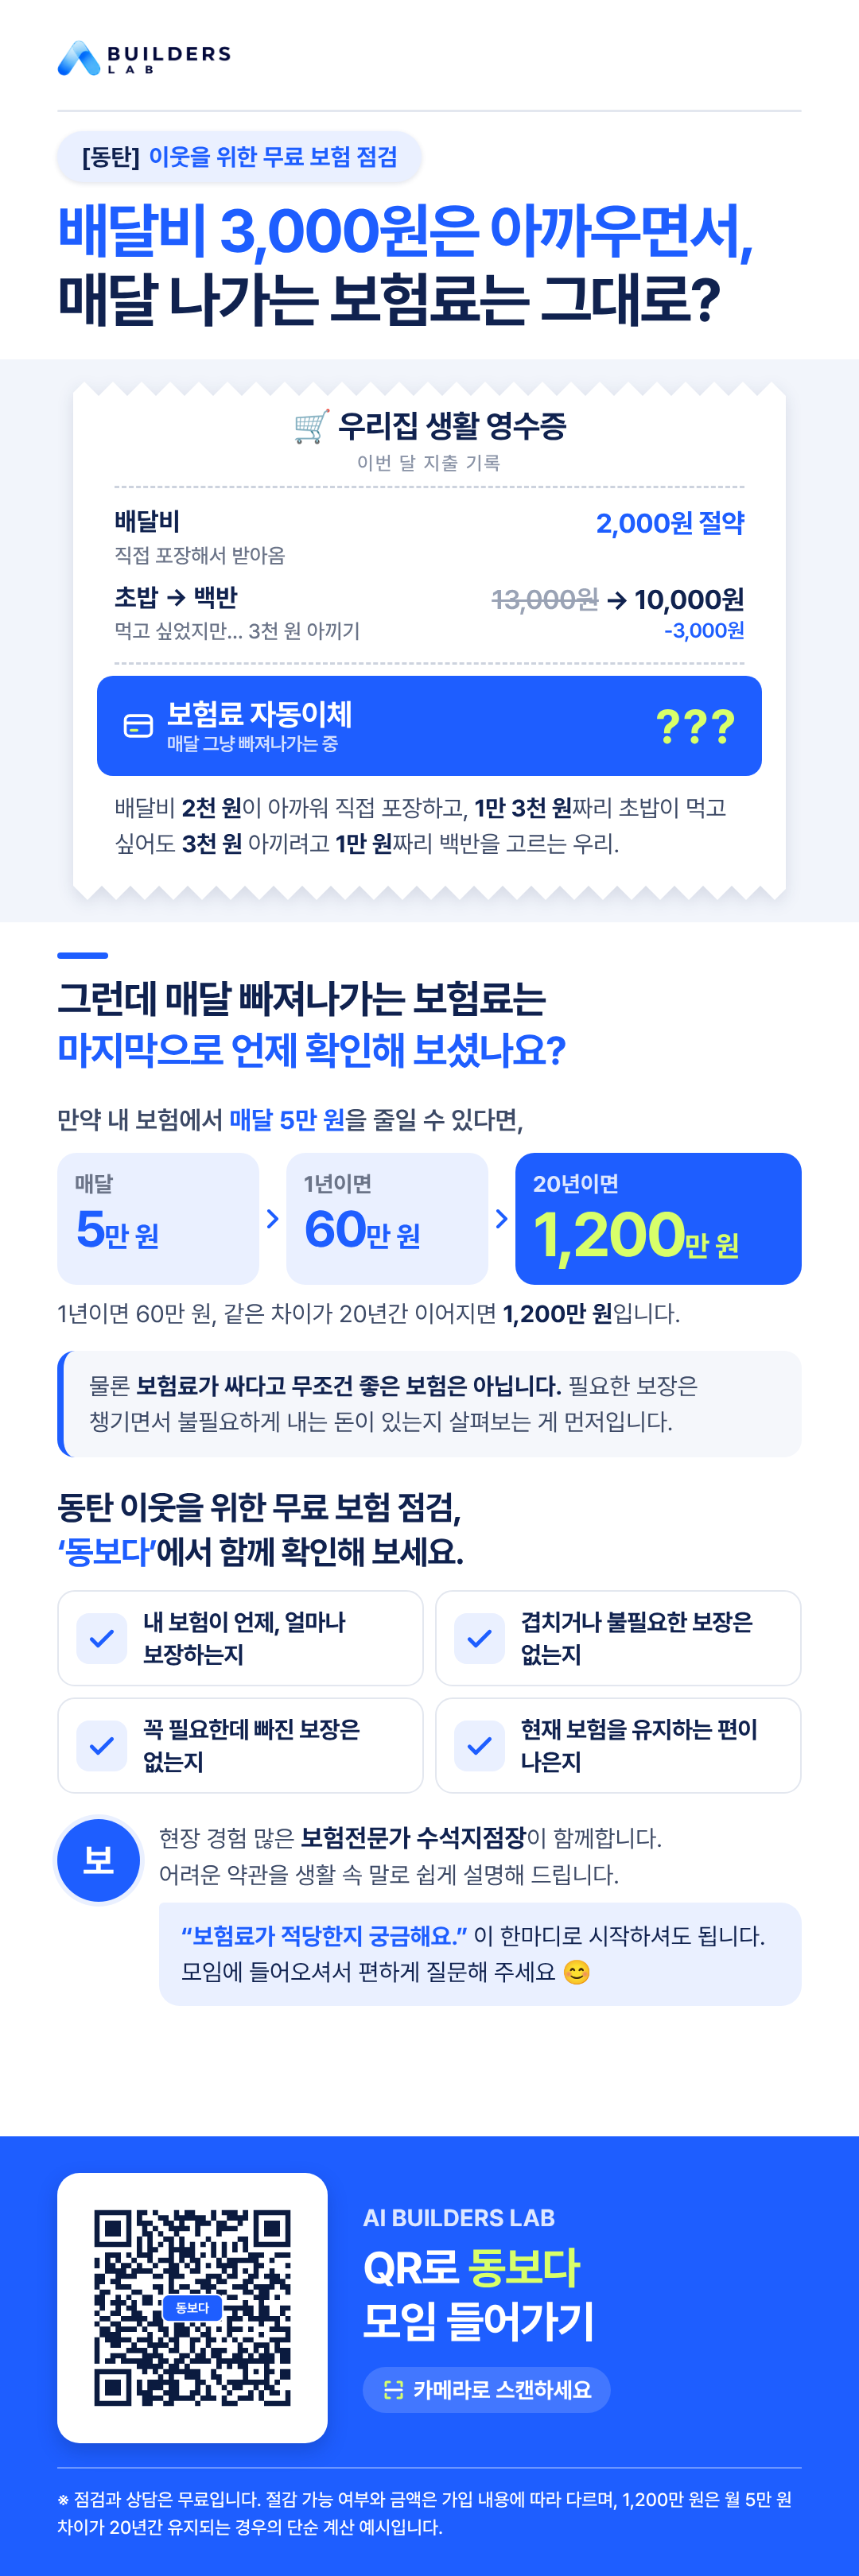 BUILDERS
LAB
[동탄] 이웃을 위한 무료 보험 점검
배달비 3,000원은 아까우면서,
매달 나가는 보험료는 그대로?
🛒 우리집 생활 영수증
이번 달 지출 기록
배달비
2,000원 절약
직접 포장해서 받아옴
초밥 → 백반
13,000원 → 10,000원
먹고 싶었지만... 3천 원 아끼기
-3,000원
보험료 자동이체
매달 그냥 빠져나가는 중
???
배달비 2천 원이 아까워 직접 포장하고, 1만 3천 원짜리 초밥이 먹고
싶어도 3천 원 아끼려고 1만 원짜리 백반을 고르는 우리.
그런데 매달 빠져나가는 보험료는
마지막으로 언제 확인해 보셨나요?
만약 내 보험에서 매달 5만 원을 줄일 수 있다면,
매달
5만 원
1년이면
60만 원
20년이면
1,200만 원
1년이면 60만 원, 같은 차이가 20년간 이어지면 1,200만 원입니다.
물론 보험료가 싸다고 무조건 좋은 보험은 아닙니다. 필요한 보장은
챙기면서 불필요하게 내는 돈이 있는지 살펴보는 게 먼저입니다.
동탄 이웃을 위한 무료 보험 점검,
‘동보다’에서 함께 확인해 보세요.
내 보험이 언제, 얼마나
보장하는지
겹치거나 불필요한 보장은
없는지
꼭 필요한데 빠진 보장은
없는지
현재 보험을 유지하는 편이
나은지
보
현장 경험 많은 보험전문가 수석지점장이 함께합니다.
어려운 약관을 생활 속 말로 쉽게 설명해 드립니다.
“보험료가 적당한지 궁금해요.” 이 한마디로 시작하셔도 됩니다.
모임에 들어오셔서 편하게 질문해 주세요 😊
동보다
AI BUILDERS LAB
QR로 동보다
모임 들어가기
카메라로 스캔하세요
※ 점검과 상담은 무료입니다. 절감 가능 여부와 금액은 가입 내용에 따라 다르며, 1,200만 원은 월 5만 원
차이가 20년간 유지되는 경우의 단순 계산 예시입니다.